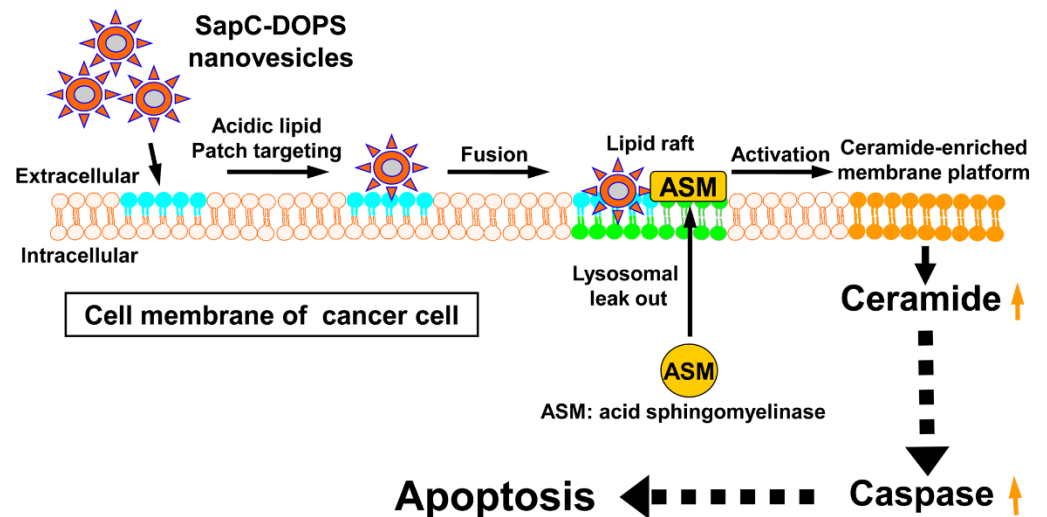 SapC-DOPS
nanovesicles
Acidic lipid
Patch targeting
Fusion
Lipid raft
Activation
Ceramide-enriched
membrane platform
Extracellular
ASM
Intracellular
Lysosomal
leak out
Ceramide
Cell membrane of cancer cell
ASM
ASM: acid sphingomyelinase
Apoptosis
Caspase